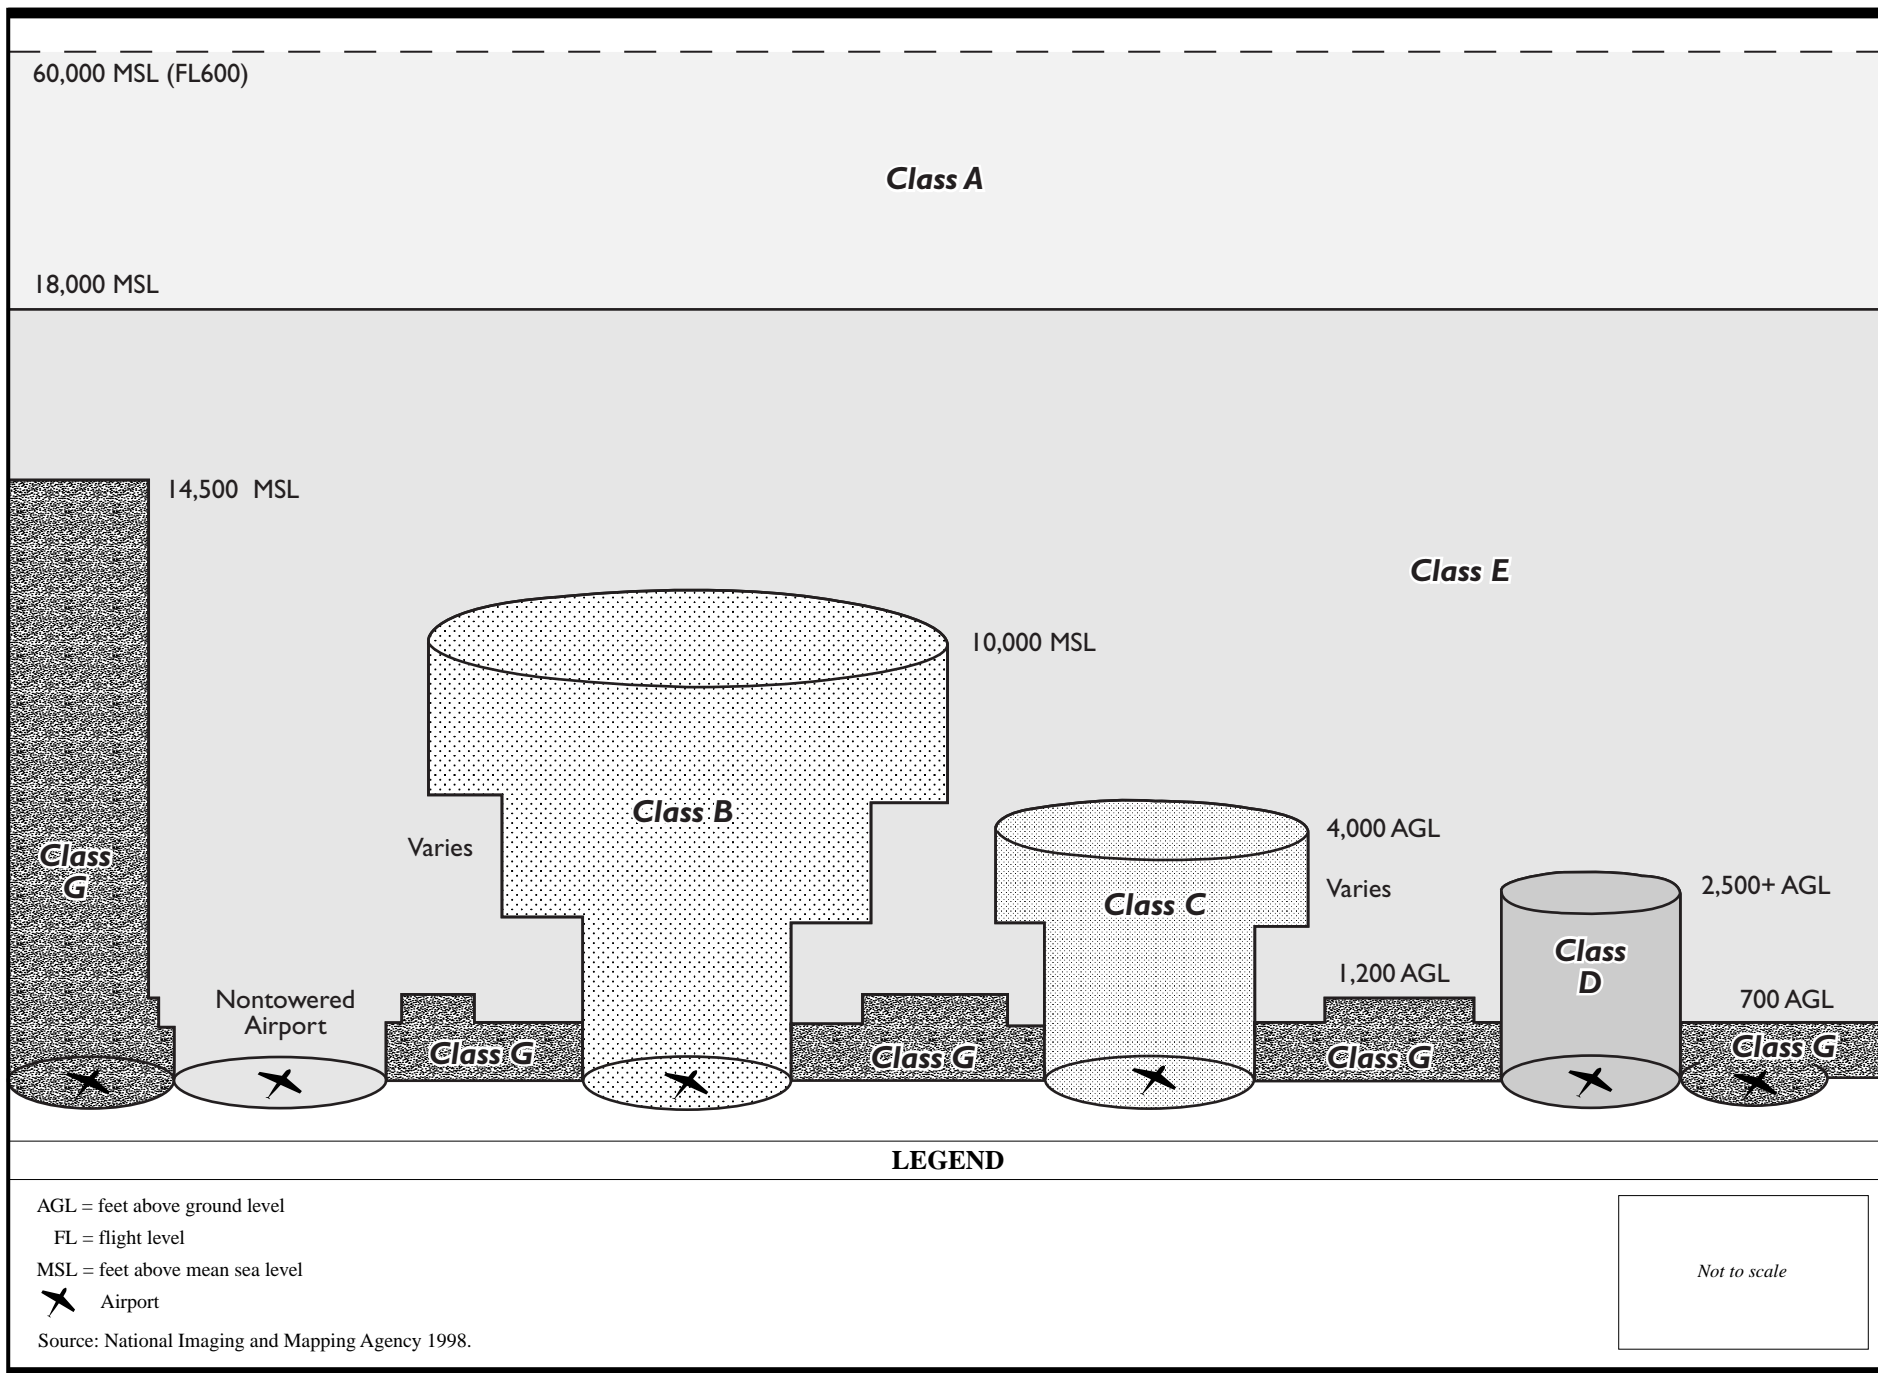 60,000 MSL (FL600)
Class A
18,000 MSL
14,500 MSL
Class E
10,000 MSL
Class B
4,000 AGL
Varies
Class
G
Varies
2,500+ AGL
Class C
Class
D
1,200 AGL
Nontowered
Airport
700 AGL
Class G
Class G
Class G
Class G
LEGEND
AGL = feet above ground level
FL = flight level
MSL = feet above mean sea level
Airport
Source: National Imaging and Mapping Agency 1998.
Not to scale